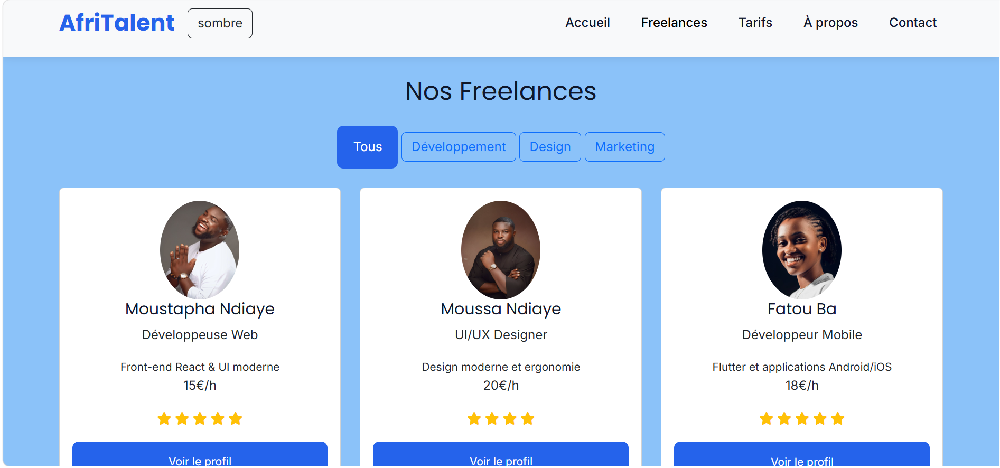 AfriTalent sombre Accueil Freelances Tarifs À propos Contact
Nos Freelances
Tous Développement Design Marketing
Moustapha Ndiaye Moussa Ndiaye Fatou Ba
Développeuse Web UI/UX Designer Développeur Mobile
Front-end React & UI moderne Design moderne et ergonomie Flutter et applications Android/iOS
15€/h 20€/h 18€/h
Voir le profil Voir le profil Voir le profil